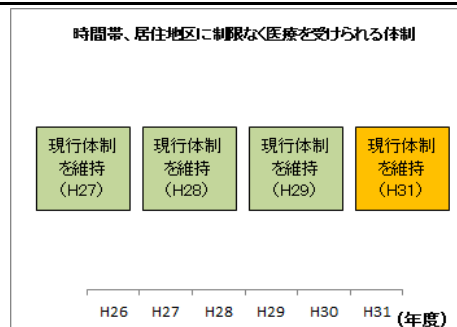 時間帯、居住地区に制限なく医療を受けられる体制
現行体制
を維持
(H27)
現行体制
を維持
(H28)
現行体制
を維持
(H29)
現行体制
を維持
(H31)
H26 H27 H28 H29 H30 H31 (年度)